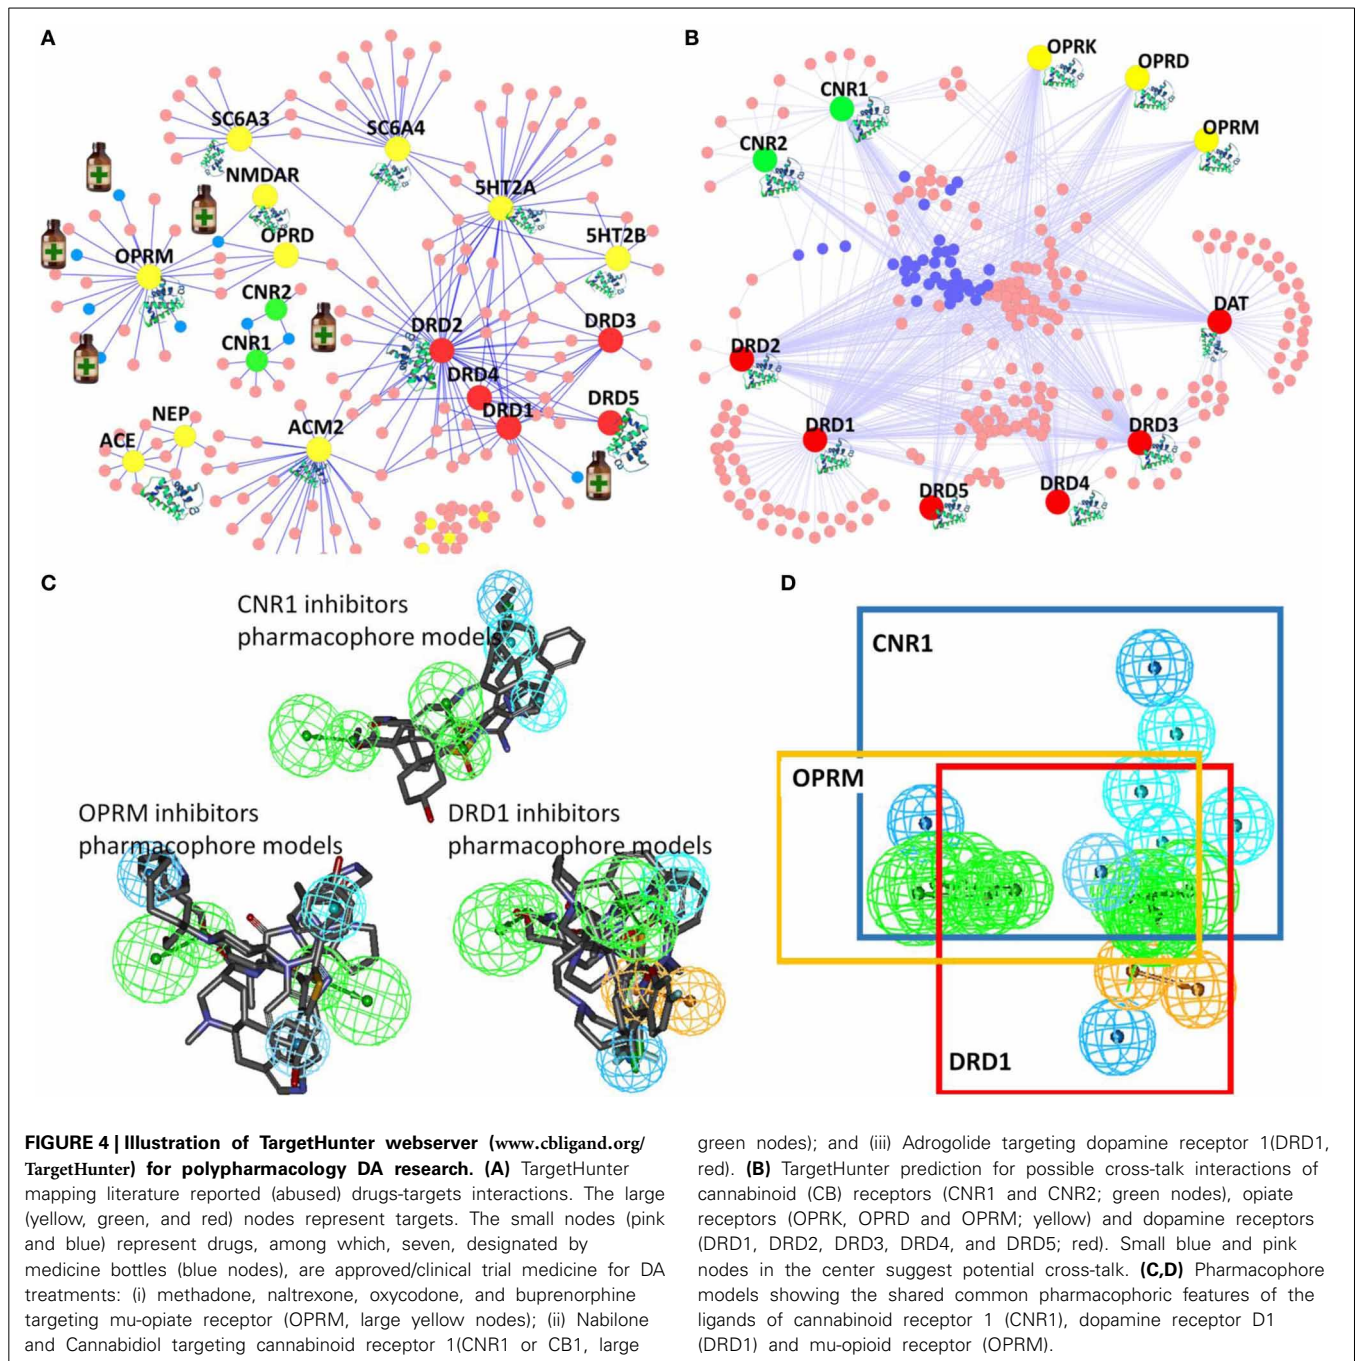 A
B
SC6A3
SC6A4
NMDAR
5HT2A
OPRM
OPRD
5HT2B
CNR2
CNR1
DRD2
DRD3
DRD4
DRD1
DRD5
NEP
ACE
ACM2
OPRK
OPRD
CNR1
OPRM
CNR2
DAT
DRD2
DRD1
DRD3
DRD5
DRD4
C
CNR1 inhibitors
pharmacophore models
OPRM inhibitors
pharmacophore models
DRD1 inhibitors
pharmacophore models
D
CNR1
OPRM
DRD1
FIGURE 4 | Illustration of TargetHunter webserver (www.cbligand.org/
TargetHunter) for polypharmacology DA research. (A) TargetHunter
mapping literature reported (abused) drugs-targets interactions. The large
(yellow, green, and red) nodes represent targets. The small nodes (pink
and blue) represent drugs, among which, seven, designated by
medicine bottles (blue nodes), are approved/clinical trial medicine for DA
treatments: (i) methadone, naltrexone, oxycodone, and buprenorphine
targeting mu-opiate receptor (OPRM, large yellow nodes); (ii) Nabilone
and Cannabidiol targeting cannabinoid receptor 1(CNR1 or CB1, large
green nodes); and (iii) Adrogolide targeting dopamine receptor 1(DRD1,
red). (B) TargetHunter prediction for possible cross-talk interactions of
cannabinoid (CB) receptors (CNR1 and CNR2; green nodes), opiate
receptors (OPRK, OPRD and OPRM; yellow) and dopamine receptors
(DRD1, DRD2, DRD3, DRD4, and DRD5; red). Small blue and pink
nodes in the center suggest potential cross-talk. (C,D) Pharmacophore
models showing the shared common pharmacophoric features of the
ligands of cannabinoid receptor 1 (CNR1), dopamine receptor D1
(DRD1) and mu-opioid receptor (OPRM).